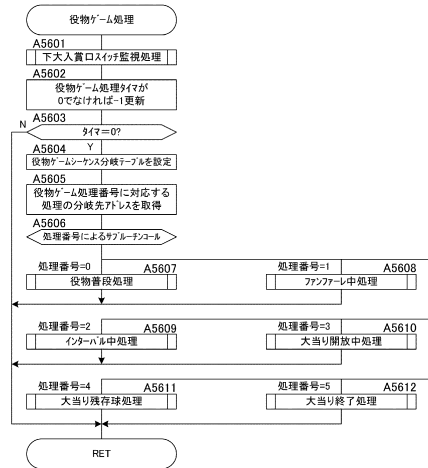 役物ゲーム処理
A5601
下大入賞口スイッチ監視処理
A5602
役物ゲーム処理タイマが
0でなければ-1更新
A5603
N
タイマ=0?
Y
A5604
役物ゲームシーケンス分岐テーブルを設定
A5605
役物ゲーム処理番号に対応する
処理の分岐先アドレスを取得
A5606
処理番号によるサブルーチンコール
処理番号=0
A5607
役物普段処理
処理番号=1
A5608
ファンファーレ中処理
処理番号=2
A5609
インターバル中処理
処理番号=3
A5610
大当り開放中処理
処理番号=4
A5611
大当り残存球処理
処理番号=5
A5612
大当り終了処理
RET